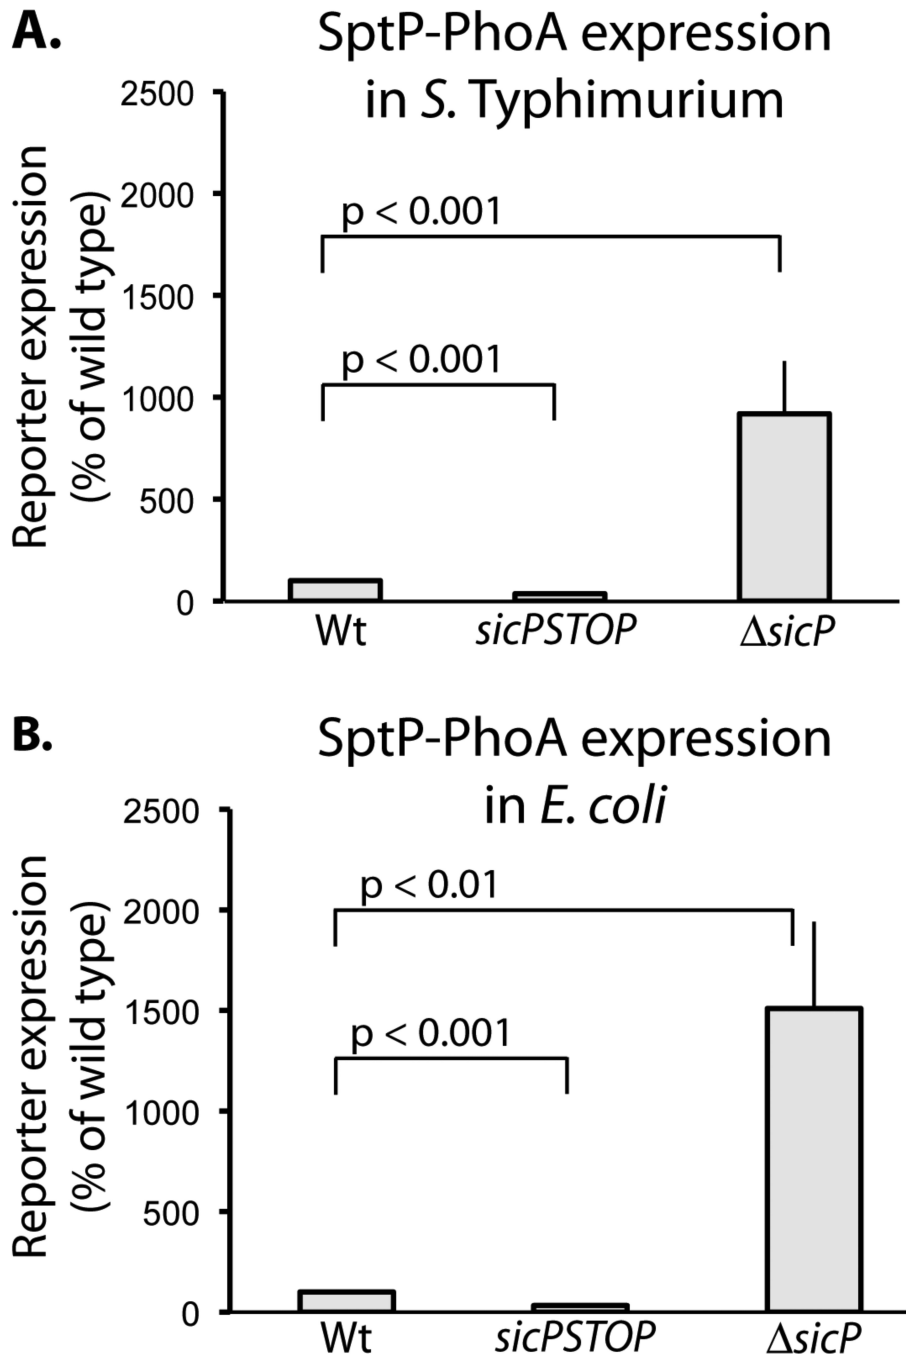 A.
SptP-PhoA expression
in S. Typhimurium
Reporter expression
(% of wild type)
2500
2000
1500
1000
500
0
p < 0.001
p < 0.001
Wt
sicPSTOP
ΔsicP
B.
SptP-PhoA expression
in E. coli
Reporter expression
(% of wild type)
2500
2000
1500
1000
500
0
p < 0.01
p < 0.001
Wt
sicPSTOP
ΔsicP